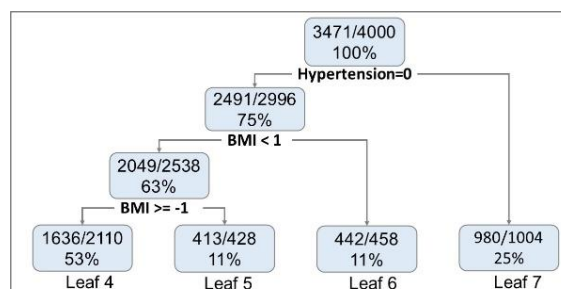 3471/4000
100%
Hypertension=0
2491/2996
75%
BMI < 1
2049/2538
63%
BMI >= -1
1636/2110
53%
Leaf 4
413/428
11%
Leaf 5
442/458
11%
Leaf 6
980/1004
25%
Leaf 7